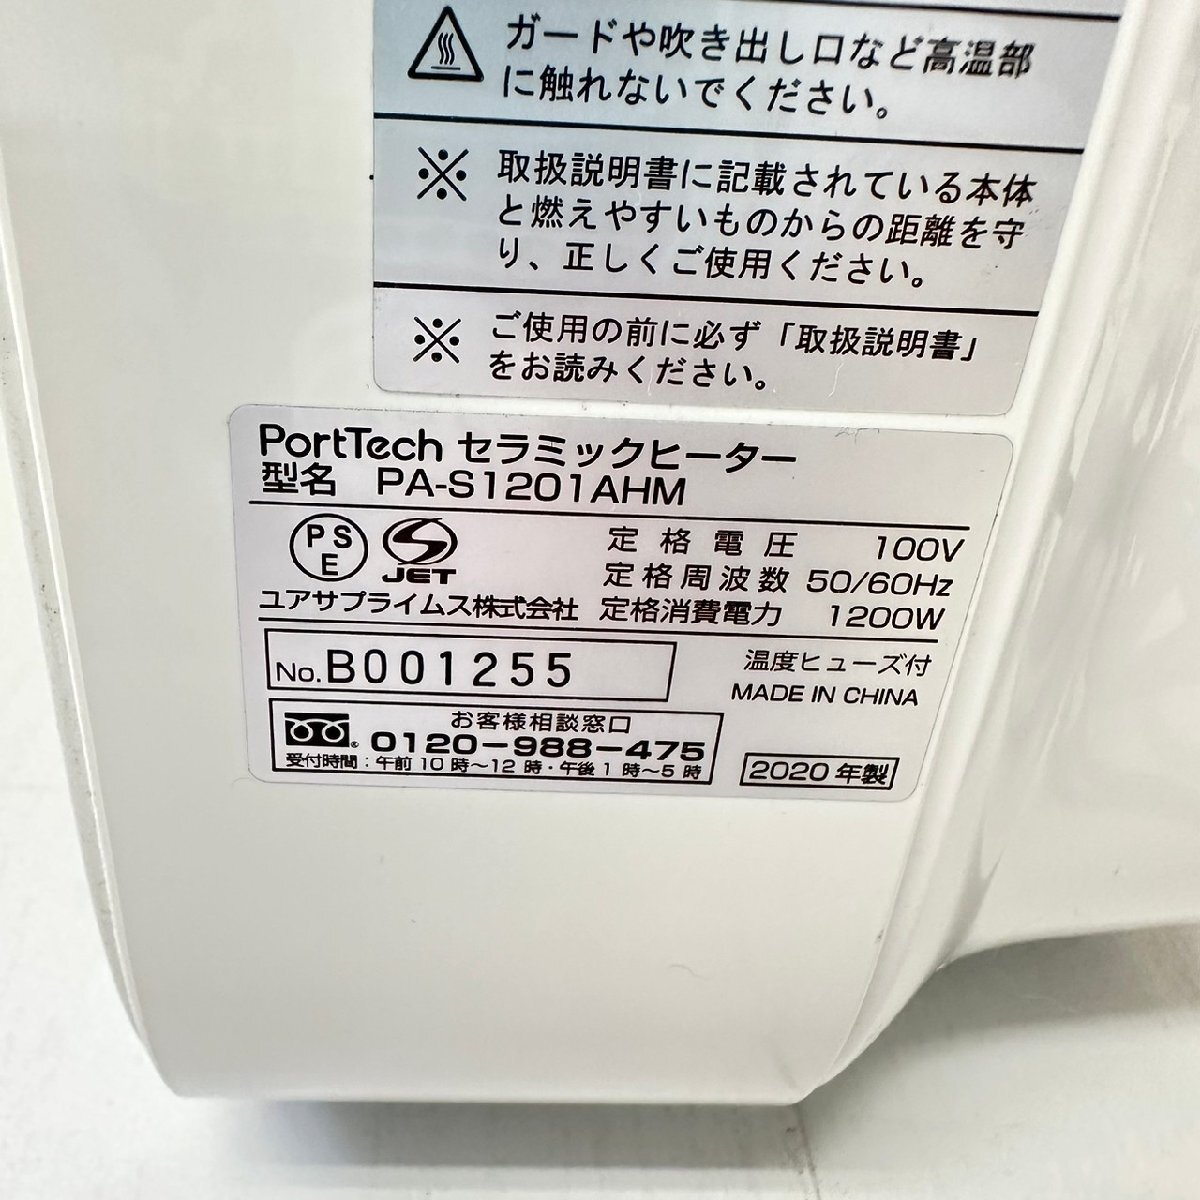 ガードや吹き出し口など高温部
に触れないでください。
※ 取扱説明書に記載されている本体
と燃えやすいものからの距離を守
り、正しくご使用ください。
※ ご使用の前に必ず「取扱説明書」
をお読みください。
PortTech セラミックヒーター
型名 PA-S1201AHM
PSE JET 定格電圧 100V
定格周波数 50/60Hz
ユアサプライムス株式会社 定格消費電力 1200W
No.B001255 温度ヒューズ付
MADE IN CHINA
お客様相談窓口
0120-988-475
受付時間：午前10時～12時・午後1時～5時
2020年製